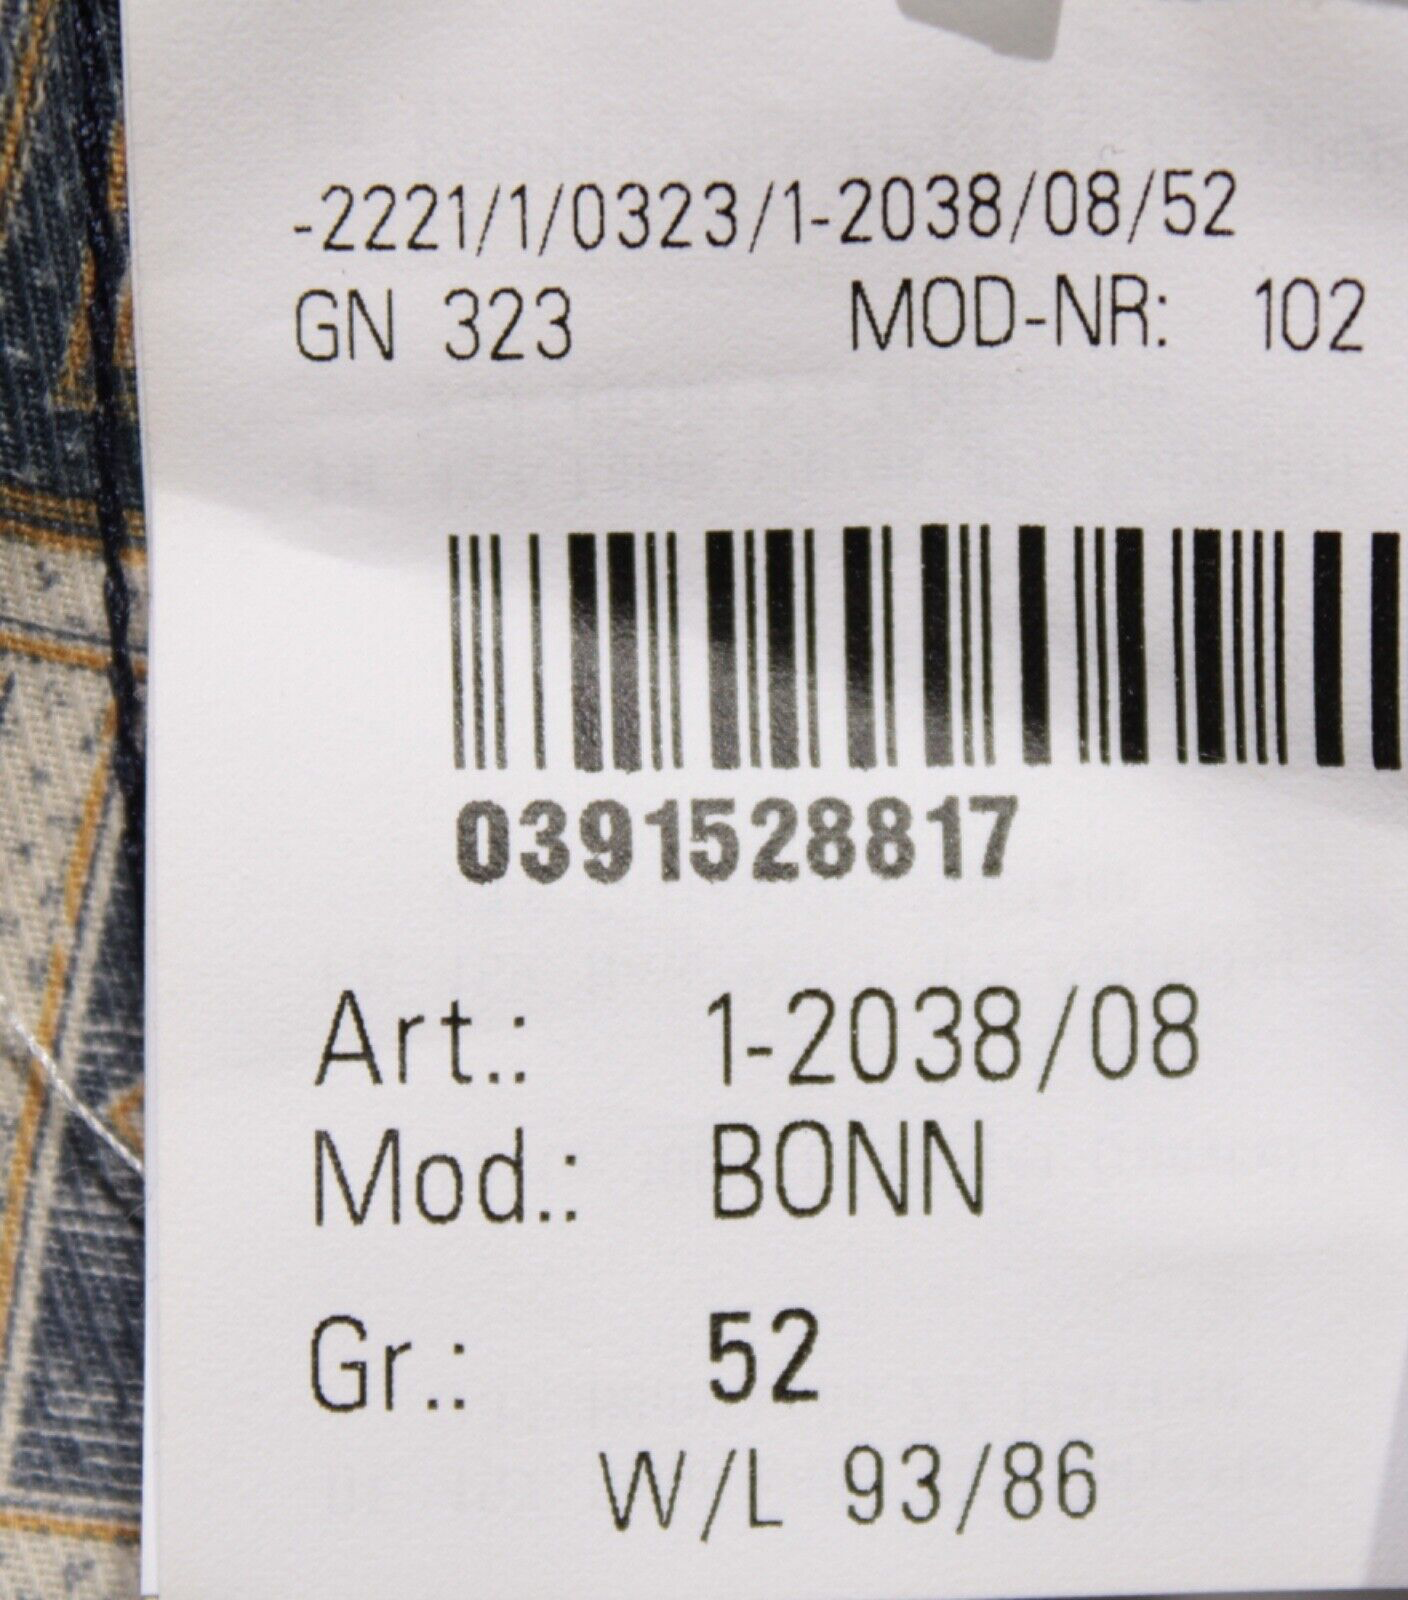 -2221/1/0323/1-2038/08/52
GN 323 MOD-NR: 102
0391528817
Art.: 1-2038/08
Mod.: BONN
Gr.: 52
W/L 93/86